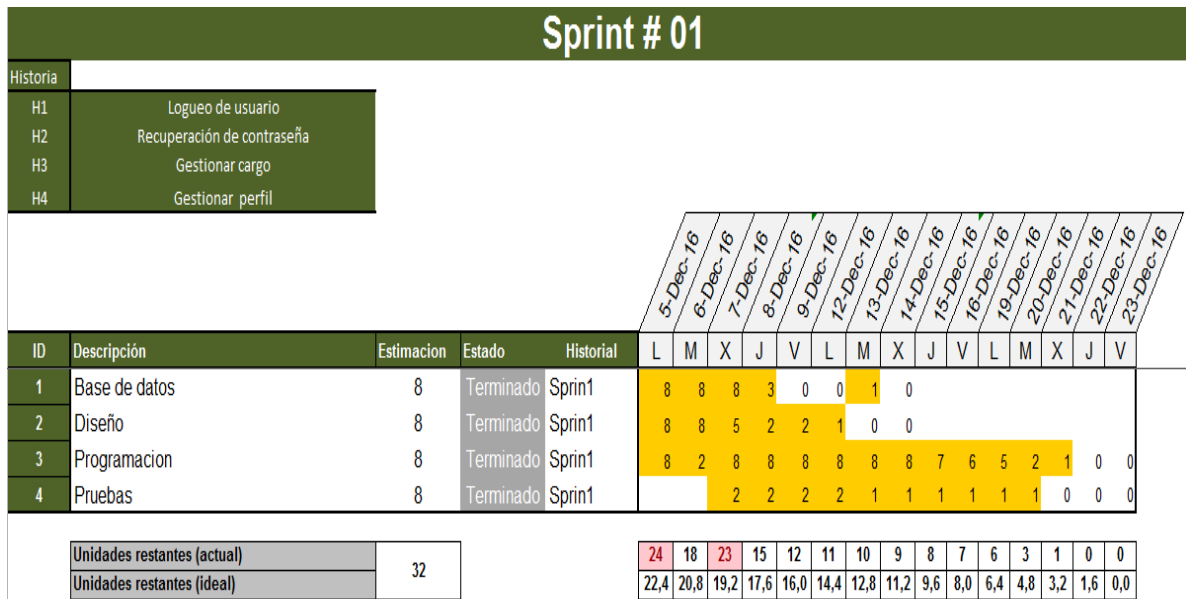 Sprint # 01
Historia
H1 Logueo de usuario
H2 Recuperación de contraseña
H3 Gestionar cargo
H4 Gestionar perfil
5-Dec-16 6-Dec-16 7-Dec-16 8-Dec-16 9-Dec-16 12-Dec-16 13-Dec-16 14-Dec-16 15-Dec-16 16-Dec-16 19-Dec-16 20-Dec-16 21-Dec-16 22-Dec-16 23-Dec-16
ID Descripción Estimacion Estado Historial L M X J V L M X J V L M X J V
1 Base de datos 8 Terminado Sprin1 8 8 8 3 0 0 1 0
2 Diseño 8 Terminado Sprin1 8 8 5 2 2 1 0 0
3 Programacion 8 Terminado Sprin1 8 2 8 8 8 8 8 8 7 6 5 2 1 0 0
4 Pruebas 8 Terminado Sprin1 2 2 2 2 1 1 1 1 1 1 0 0 0
Unidades restantes (actual) 32 24 18 23 15 12 11 10 9 8 7 6 3 1 0 0
Unidades restantes (ideal) 22,4 20,8 19,2 17,6 16,0 14,4 12,8 11,2 9,6 8,0 6,4 4,8 3,2 1,6 0,0